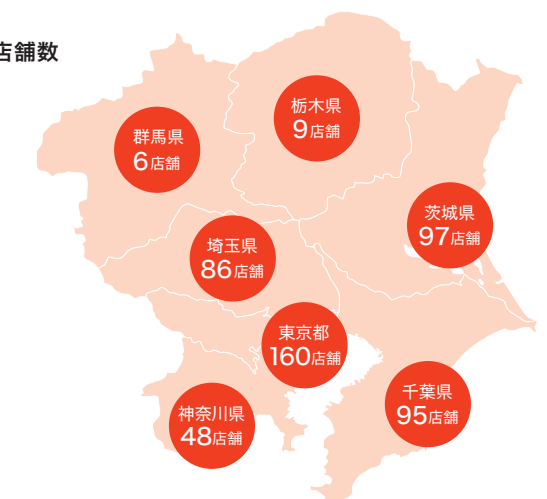 店舗数
栃木県
9店舗
群馬県
6店舗
茨城県
97店舗
埼玉県
86店舗
東京都
160店舗
千葉県
95店舗
神奈川県
48店舗